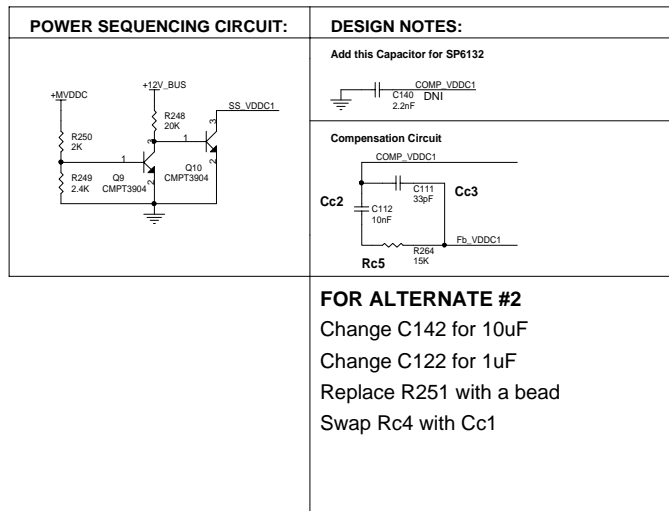 POWER SEQUENCING CIRCUIT:
+MVDDC
+12V_BUS
SS_VDDC1
R248
20K
R250
2K
R249
2.4K
1
3
2
Q9
CMPT3904
1
3
2
Q10
CMPT3904
DESIGN NOTES:
Add this Capacitor for SP6132
COMP_VDDC1
C140
DNI
2.2nF
Compensation Circuit
COMP_VDDC1
C111
33pF
Cc3
Cc2
C112
10nF
Fb_VDDC1
R264
15K
Rc5
FOR ALTERNATE #2
Change C142 for 10uF
Change C122 for 1uF
Replace R251 with a bead
Swap Rc4 with Cc1